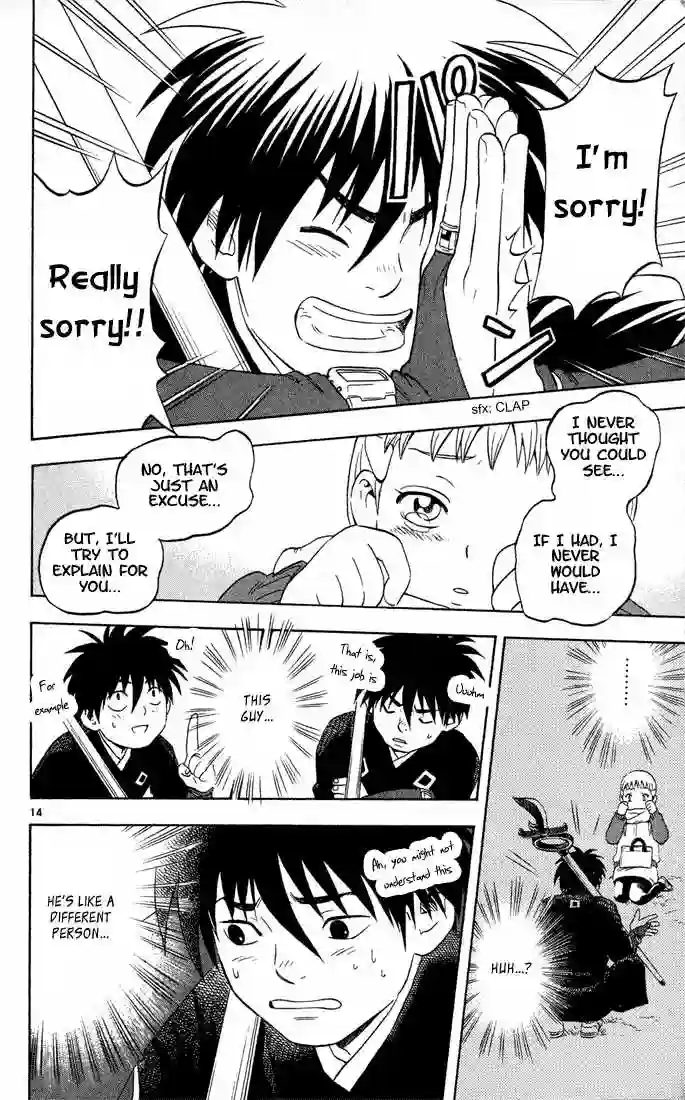 I'm
sorry!
Really
sorry!!
sfx: CLAP
I NEVER
THOUGHT
YOU COULD
SEE...
IF I HAD, I
NEVER
WOULD
HAVE...
NO, THAT'S
JUST AN
EXCUSE...
BUT, I'LL
TRY TO
EXPLAIN FOR
YOU...
.......
HUH...?
Uuuhm
That is,
this job is
THIS
GUY...
Oh!
For
example
14
Ah, you might not
understand this
HE'S LIKE A
DIFFERENT
PERSON...